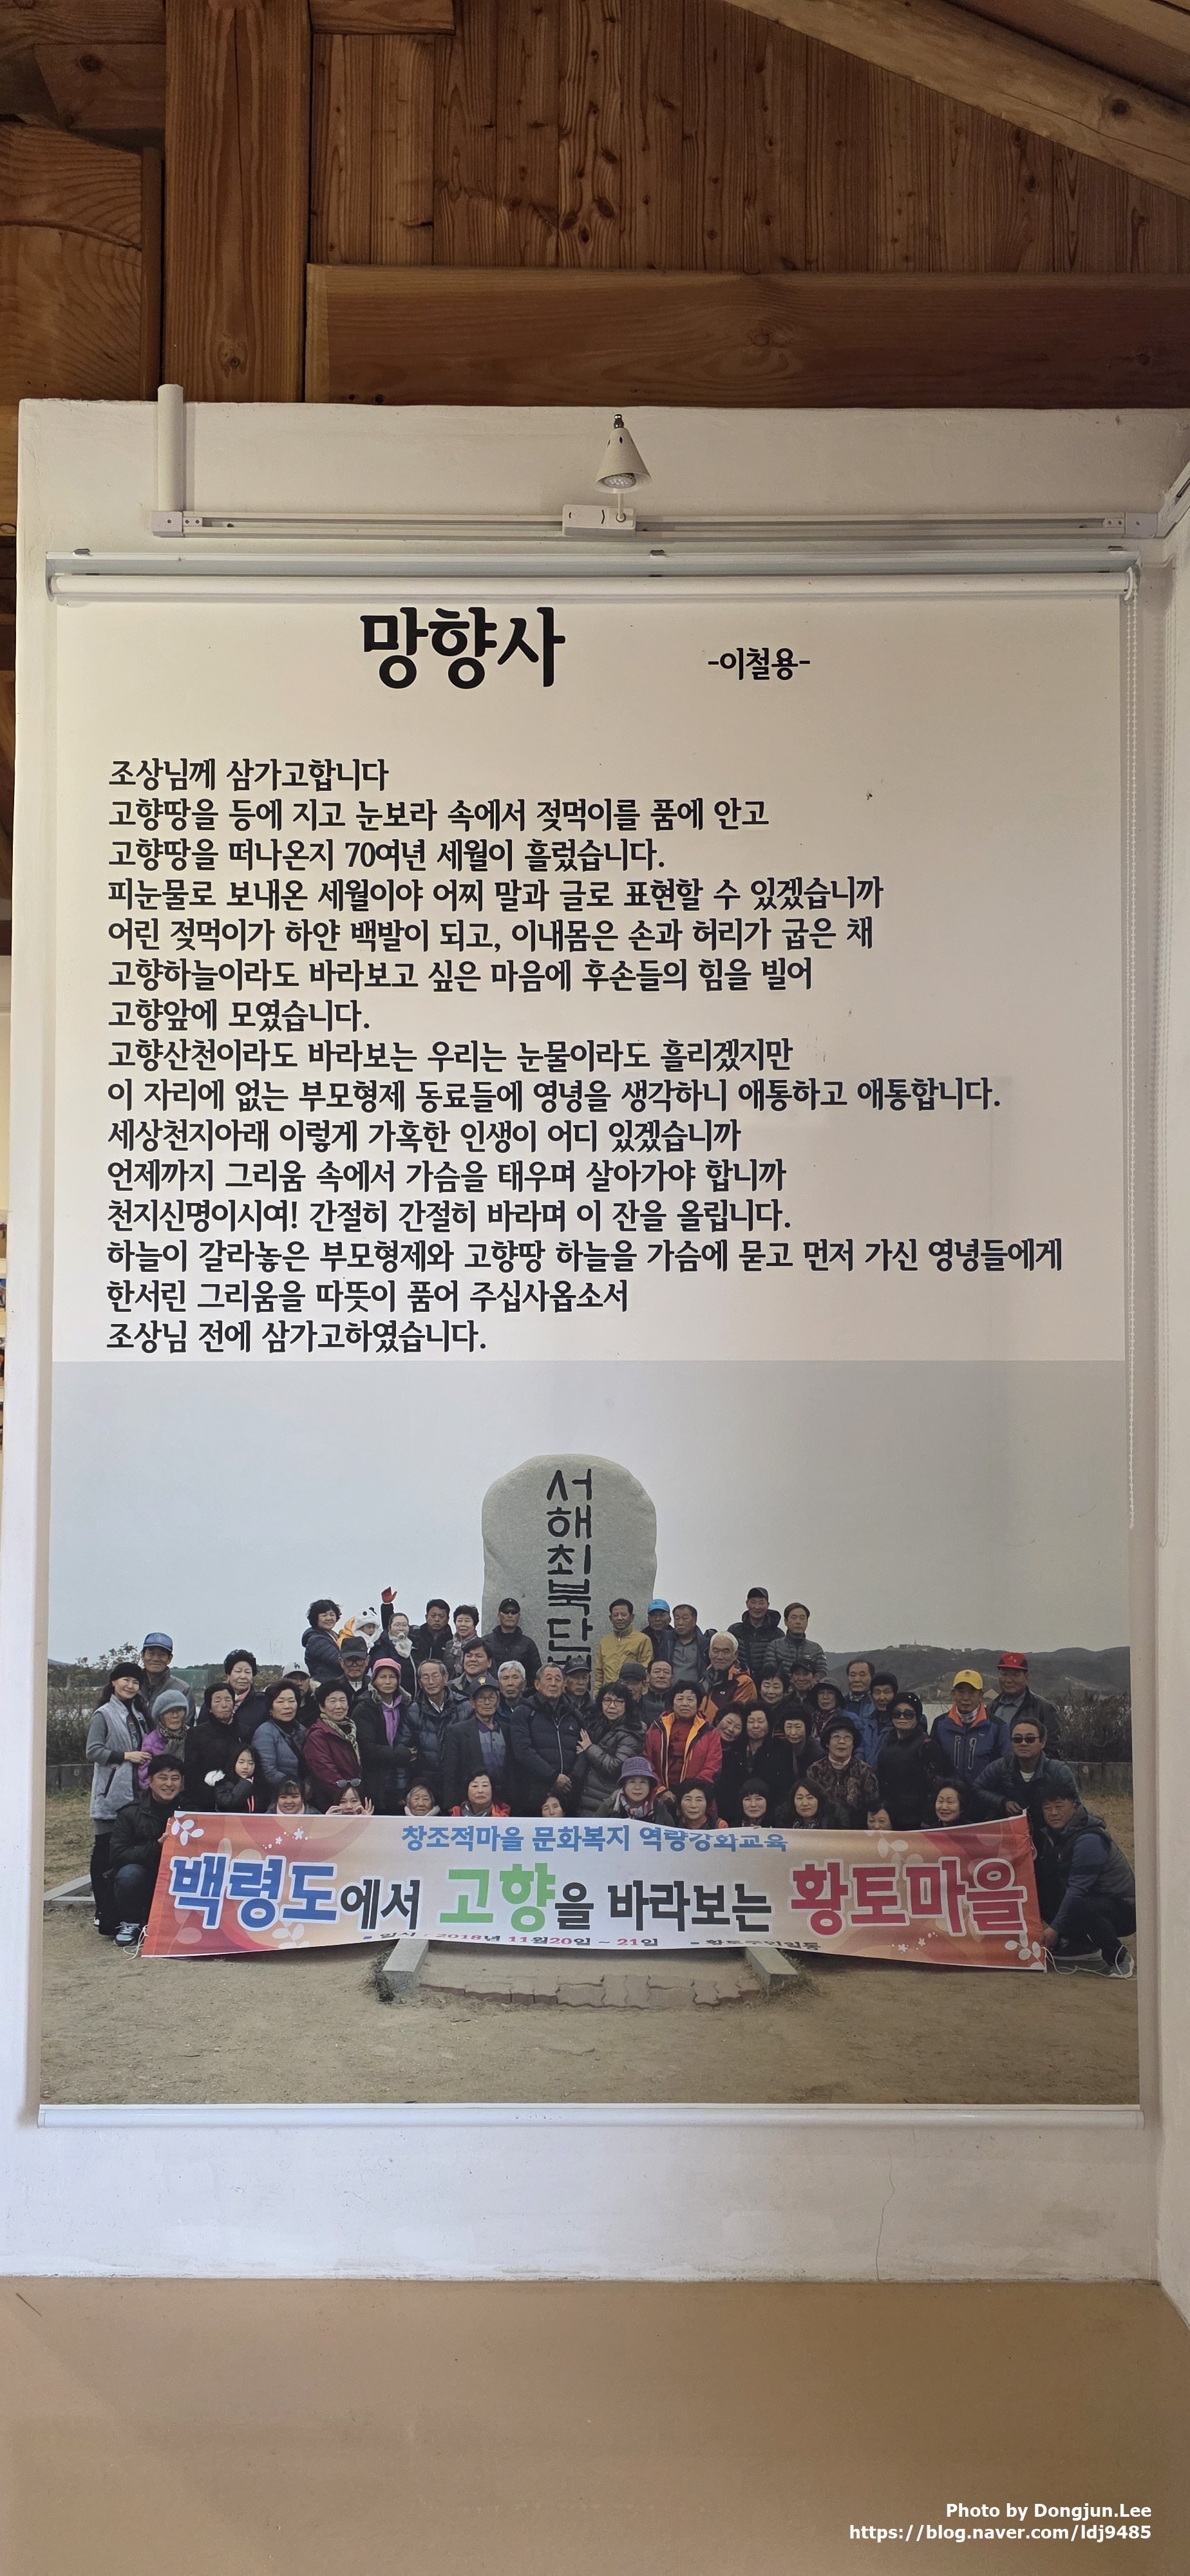 망향사
-이철용-
조상님께 삼가고합니다
고향땅을 등에 지고 눈보라 속에서 젖먹이를 품에 안고
고향땅을 떠나온지 70여년 세월이 흘렀습니다.
피눈물로 보내온 세월이야 어찌 말과 글로 표현할 수 있겠습니까
어린 젖먹이가 하얀 백발이 되고, 이내몸은 손과 허리가 굽은 채
고향하늘이라도 바라보고 싶은 마음에 후손들의 힘을 빌어
고향앞에 모였습니다.
고향산천이라도 바라보는 우리는 눈물이라도 흘리겠지만
이 자리에 없는 부모형제 동료들에 영녕을 생각하니 애통하고 애통합니다.
세상천지아래 이렇게 가혹한 인생이 어디 있겠습니까
언제까지 그리움 속에서 가슴을 태우며 살아가야 합니까
천지신명이시여! 간절히 간절히 바라며 이 잔을 올립니다.
하늘이 갈라놓은 부모형제와 고향땅 하늘을 가슴에 묻고 먼저 가신 영녕들에게
한서린 그리움을 따뜻이 품어 주십사옵소서
조상님 전에 삼가고하였습니다.
서해최북단
창조적마을 문화복지 역량강화교육
백령도에서 고향을 바라보는 황토마을
일시 : 2018년 11월20일 ~ 21일
Photo by Dongjun.Lee
https://blog.naver.com/ldj9485